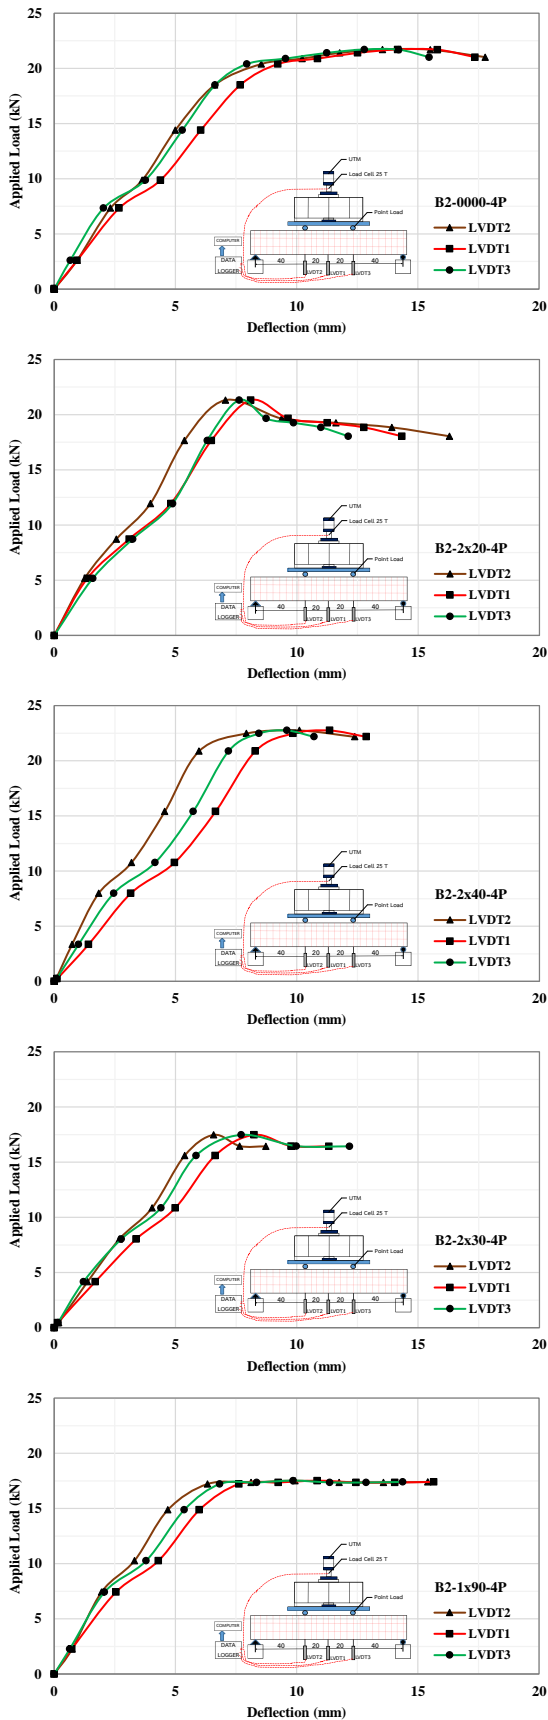 25
20
15
10
5
0
Applied Load (kN)
UTM
Load Cell 25 T
Point Load
COMPUTER
DATA
LOGGER
40
20
20
40
LVDT2
LVDT1
LVDT3
B2-0000-4P
LVDT2
LVDT1
LVDT3
0
5
10
15
20
Deflection (mm)
25
20
15
10
5
0
Applied Load (kN)
UTM
Load Cell 25 T
Point Load
COMPUTER
DATA
LOGGER
40
20
20
40
LVDT2
LVDT1
LVDT3
B2-2x20-4P
LVDT2
LVDT1
LVDT3
0
5
10
15
20
Deflection (mm)
25
20
15
10
5
0
Applied Load (kN)
UTM
Load Cell 25 T
Point Load
COMPUTER
DATA
LOGGER
40
20
20
40
LVDT2
LVDT1
LVDT3
B2-2x40-4P
LVDT2
LVDT1
LVDT3
0
5
10
15
20
Deflection (mm)
25
20
15
10
5
0
Applied Load (kN)
UTM
Load Cell 25 T
Point Load
COMPUTER
DATA
LOGGER
40
20
20
40
LVDT2
LVDT1
LVDT3
B2-2x30-4P
LVDT2
LVDT1
LVDT3
0
5
10
15
20
Deflection (mm)
25
20
15
10
5
0
Applied Load (kN)
UTM
Load Cell 25 T
Point Load
COMPUTER
DATA
LOGGER
40
20
20
40
LVDT2
LVDT1
LVDT3
B2-1x90-4P
LVDT2
LVDT1
LVDT3
0
5
10
15
20
Deflection (mm)